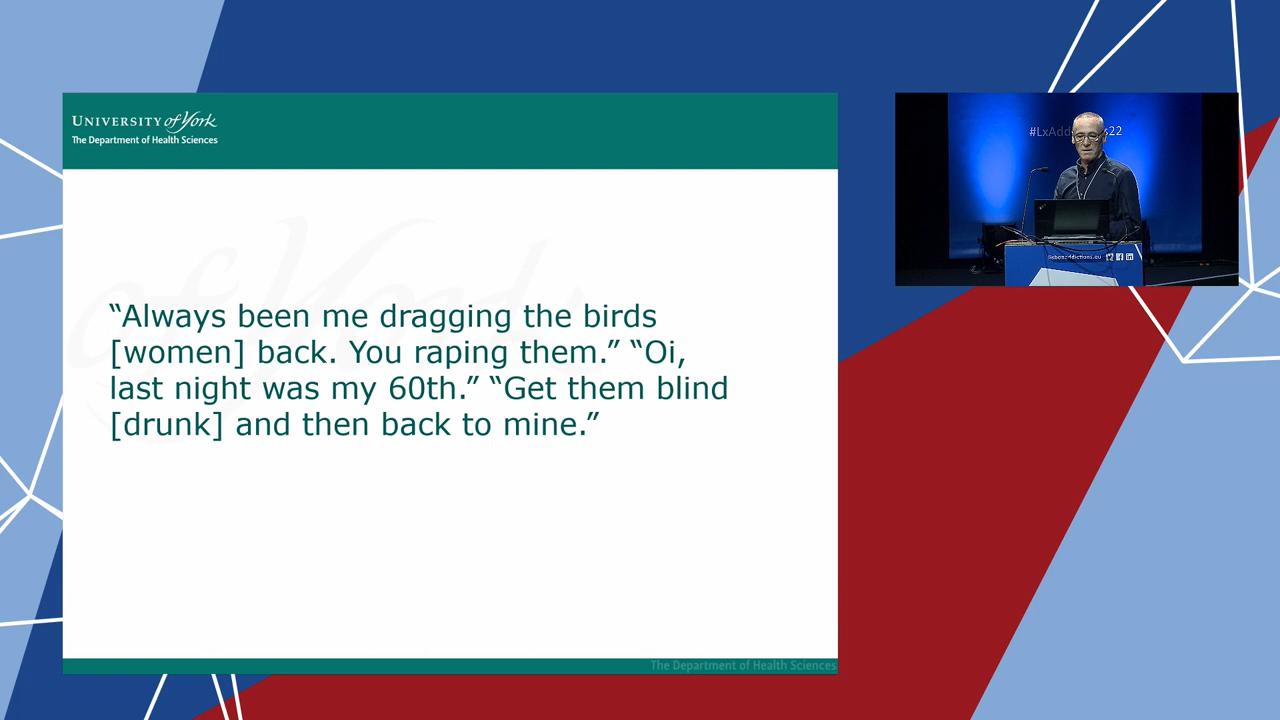 UNIVERSITY of York
The Department of Health Sciences
“Always been me dragging the birds
[women] back. You raping them.” “Oi,
last night was my 60th.” “Get them blind
[drunk] and then back to mine.”
The Department of Health Sciences
#LxAdd
s22